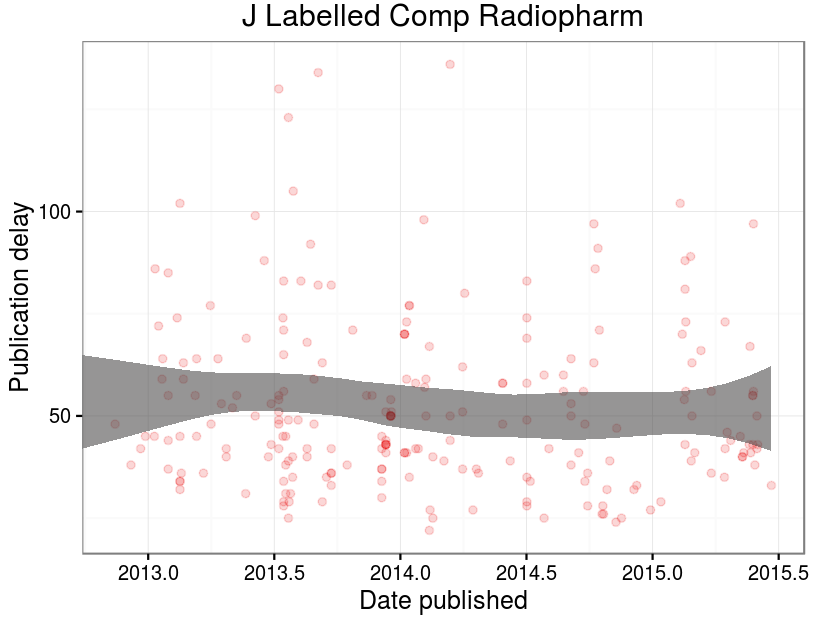 J Labelled Comp Radiopharm
Publication delay
100
50
2013.0 2013.5 2014.0 2014.5 2015.0 2015.5
Date published